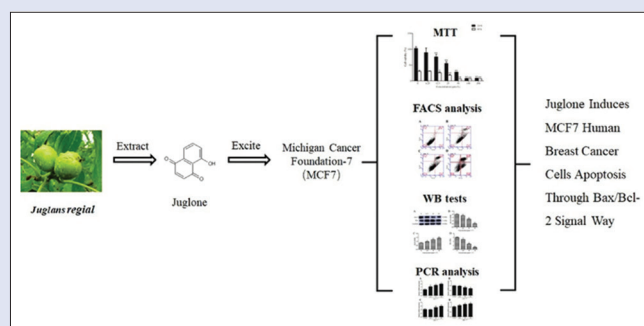 Juglans regial
Extract
OH
O
O
Juglone
Excite
Michigan Cancer
Foundation-7
(MCF7)
MTT
FACS analysis
WB tests
PCR analysis
Juglone Induces
MCF7 Human
Breast Cancer
Cells Apoptosis
Through Bax/Bcl-
2 Signal Way